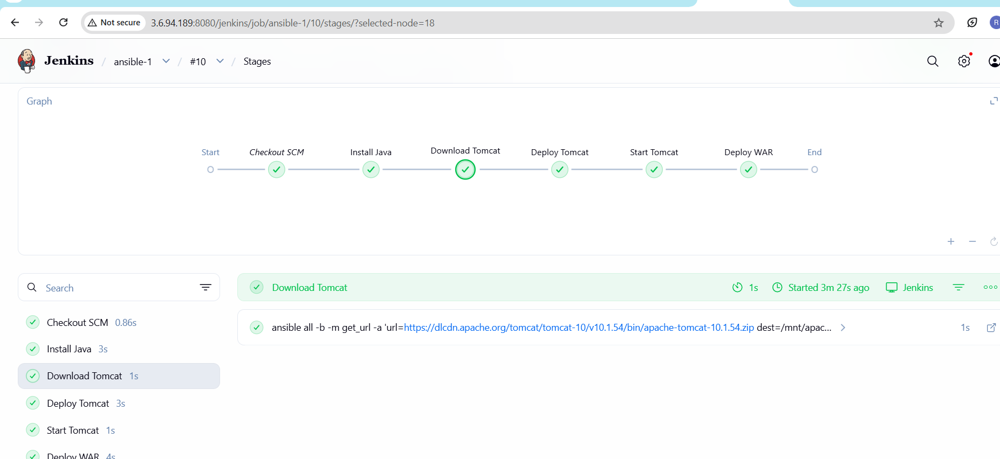 Not secure 3.6.94.189:8080/jenkins/job/ansible-1/10/stages/?selected-node=18 R
Jenkins / ansible-1 / #10 / Stages
Graph
Start Checkout SCM Install Java Download Tomcat Deploy Tomcat Start Tomcat Deploy WAR End
Search
Download Tomcat 1s Started 3m 27s ago Jenkins
Checkout SCM 0.86s
ansible all -b -m get_url -a 'url=https://dlcdn.apache.org/tomcat/tomcat-10/v10.1.54/bin/apache-tomcat-10.1.54.zip dest=/mnt/apac... 1s
Install Java 3s
Download Tomcat 1s
Deploy Tomcat 3s
Start Tomcat 1s
Deploy WAR 4s